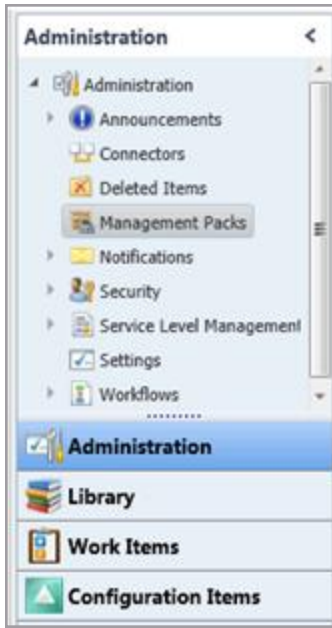 Administration
Administration
Announcements
Connectors
Deleted Items
Management Packs
Notifications
Security
Service Level Management
Settings
Workflows
Administration
Library
Work Items
Configuration Items